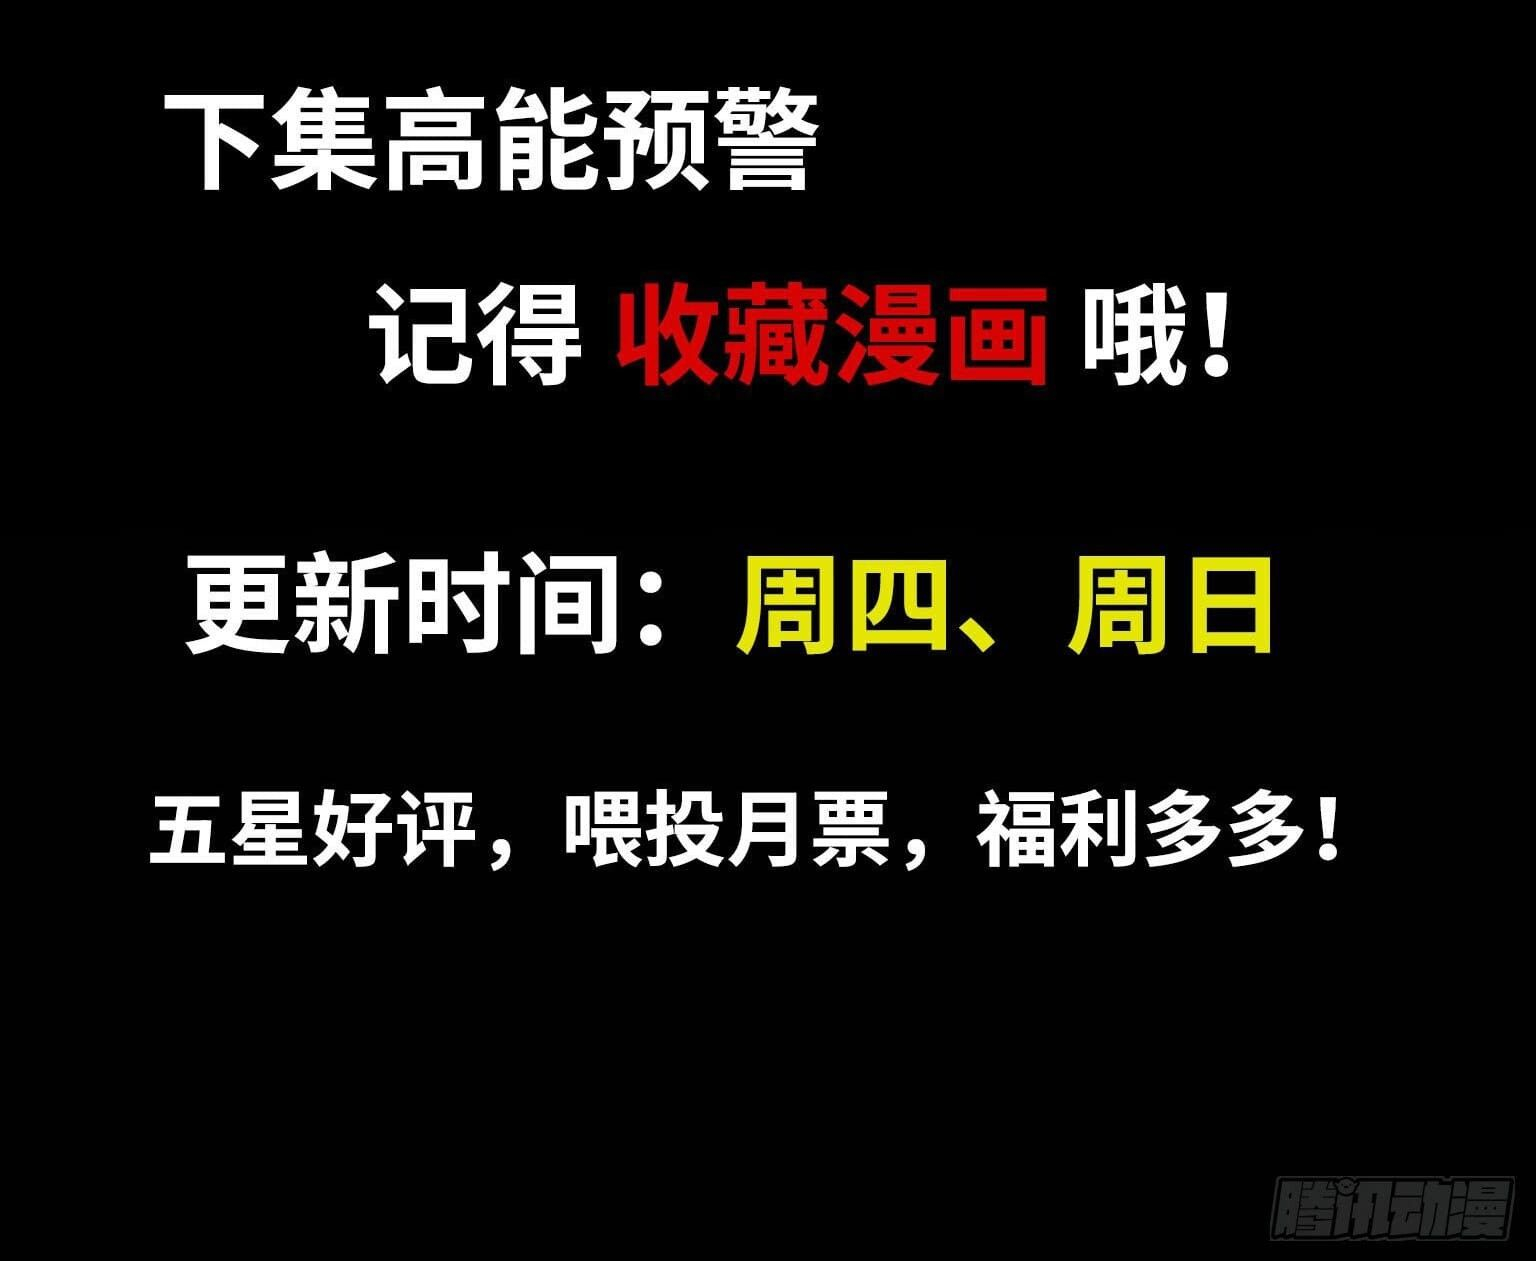 下集高能预警
记得 收藏漫画 哦！
更新时间：周四、周日
五星好评，喂投月票，福利多多！
腾讯动漫